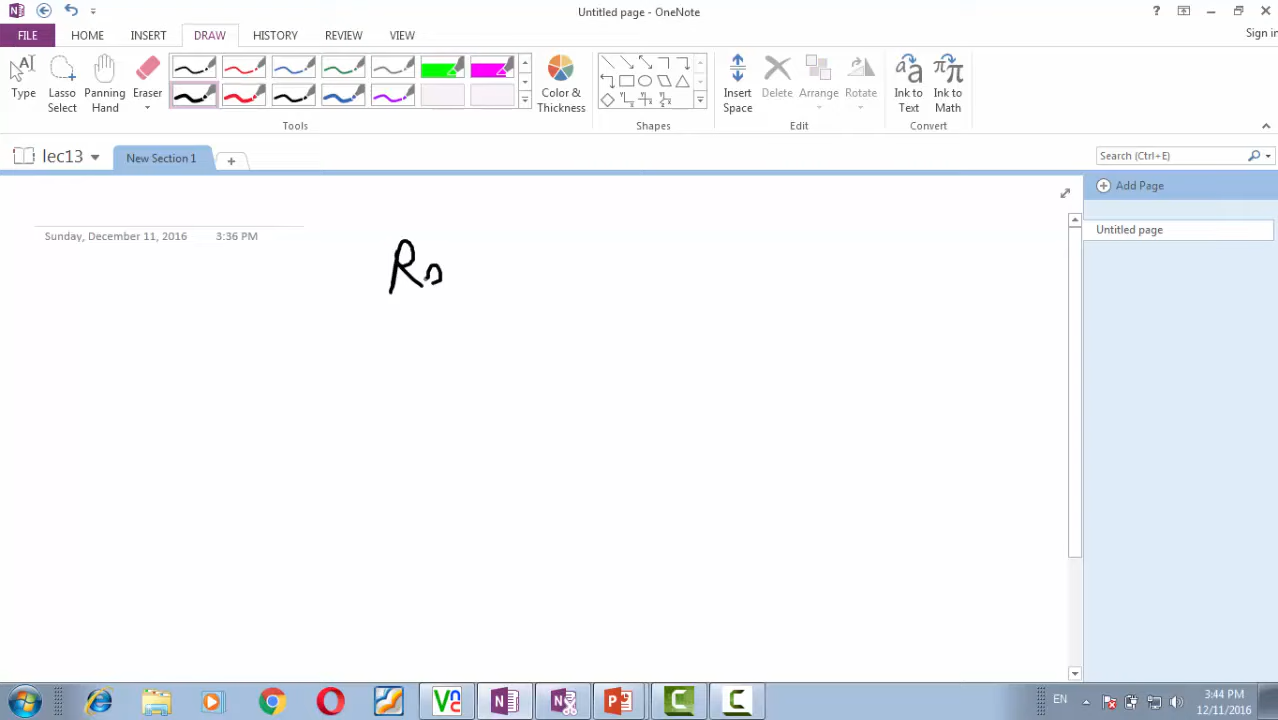 Untitled page - OneNote
?
FILE HOME INSERT DRAW HISTORY REVIEW VIEW
Sign in
Type Lasso Select Panning Hand Eraser Color & Thickness Insert Space Delete Arrange Rotate Ink to Text Ink to Math
Tools Shapes Edit Convert
lec13 New Section 1 Search (Ctrl+E)
Add Page
Untitled page
Sunday, December 11, 2016 3:36 PM
EN
3:44 PM
12/11/2016